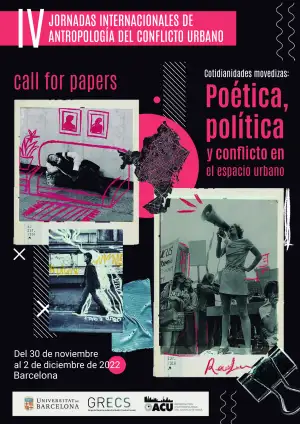 IV
JORNADAS INTERNACIONALES DE
ANTROPOLOGÍA DEL CONFLICTO URBANO
call for papers
Cotidianidades movedizas:
Poética,
política
y conflicto en
el espacio urbano
Del 30 de noviembre
al 2 de diciembre de 2022
Barcelona
UNIVERSITAT DE
BARCELONA
GRECS
ACU